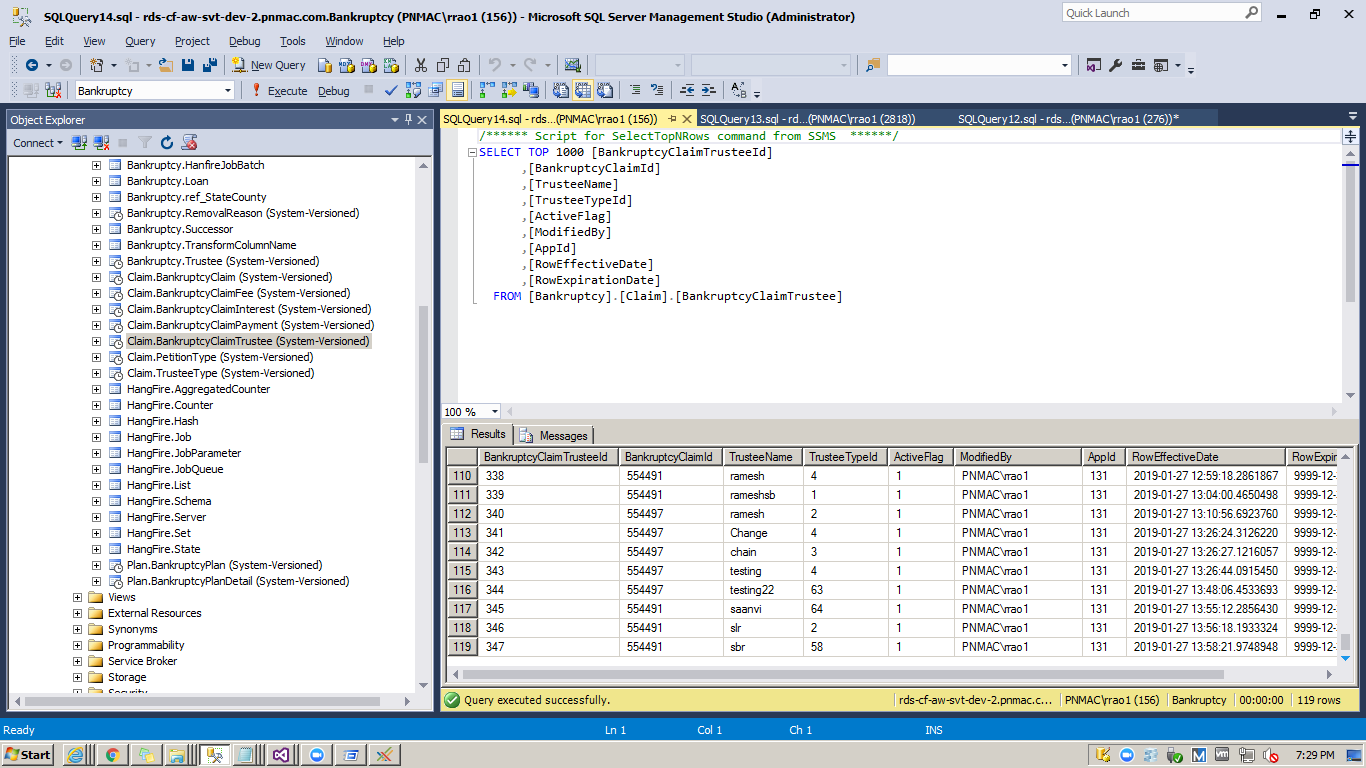 SQLQuery14.sql - rds-cf-aw-svt-dev-2.pnmac.com.Bankruptcy (PNMAC\rrao1 (156)) - Microsoft SQL Server Management Studio (Administrator)
Quick Launch
File Edit View Query Project Debug Tools Window Help
New Query
Bankruptcy Execute Debug
Object Explorer
Connect
Bankruptcy.HanfireJobBatch
Bankruptcy.Loan
Bankruptcy.ref_StateCounty
Bankruptcy.RemovalReason (System-Versioned)
Bankruptcy.Successor
Bankruptcy.TransformColumnName
Bankruptcy.Trustee (System-Versioned)
Claim.BankruptcyClaim (System-Versioned)
Claim.BankruptcyClaimFee (System-Versioned)
Claim.BankruptcyClaimInterest (System-Versioned)
Claim.BankruptcyClaimPayment (System-Versioned)
Claim.BankruptcyClaimTrustee (System-Versioned)
Claim.PetitionType (System-Versioned)
Claim.TrusteeType (System-Versioned)
HangFire.AggregatedCounter
HangFire.Counter
HangFire.Hash
HangFire.Job
HangFire.JobParameter
HangFire.JobQueue
HangFire.List
HangFire.Schema
HangFire.Server
HangFire.Set
HangFire.State
Plan.BankruptcyPlan (System-Versioned)
Plan.BankruptcyPlanDetail (System-Versioned)
Views
External Resources
Synonyms
Programmability
Service Broker
Storage
Security
SQLQuery14.sql - rds...(PNMAC\rrao1 (156)) SQLQuery13.sql - rd...(PNMAC\rrao1 (2818)) SQLQuery12.sql - rds...(PNMAC\rrao1 (276))*
/****** Script for SelectTopNRows command from SSMS ******/
SELECT TOP 1000 [BankruptcyClaimTrusteeId]
,[BankruptcyClaimId]
,[TrusteeName]
,[TrusteeTypeId]
,[ActiveFlag]
,[ModifiedBy]
,[AppId]
,[RowEffectiveDate]
,[RowExpirationDate]
FROM [Bankruptcy].[Claim].[BankruptcyClaimTrustee]
100 %
Results Messages
BankruptcyClaimTrusteeId BankruptcyClaimId TrusteeName TrusteeTypeId ActiveFlag ModifiedBy AppId RowEffectiveDate RowExpir
110 338 554491 ramesh 4 1 PNMAC\rrao1 131 2019-01-27 12:59:18.2861867 9999-12-
111 339 554491 rameshsb 1 1 PNMAC\rrao1 131 2019-01-27 13:04:00.4650498 9999-12-
112 340 554497 ramesh 2 1 PNMAC\rrao1 131 2019-01-27 13:10:56.6923760 9999-12-
113 341 554497 Change 4 1 PNMAC\rrao1 131 2019-01-27 13:26:24.3126220 9999-12-
114 342 554497 chain 3 1 PNMAC\rrao1 131 2019-01-27 13:26:27.1216057 9999-12-
115 343 554497 testing 4 1 PNMAC\rrao1 131 2019-01-27 13:26:44.0915450 9999-12-
116 344 554497 testing22 63 1 PNMAC\rrao1 131 2019-01-27 13:48:06.4533693 9999-12-
117 345 554491 saanvi 64 1 PNMAC\rrao1 131 2019-01-27 13:55:12.2856430 9999-12-
118 346 554491 slr 2 1 PNMAC\rrao1 131 2019-01-27 13:56:18.1933324 9999-12-
119 347 554491 sbr 58 1 PNMAC\rrao1 131 2019-01-27 13:58:21.9748948 9999-12-
Query executed successfully. rds-cf-aw-svt-dev-2.pnmac.c... PNMAC\rrao1 (156) Bankruptcy 00:00:00 119 rows
Ready Ln 1 Col 1 Ch 1 INS
Start 7:29 PM